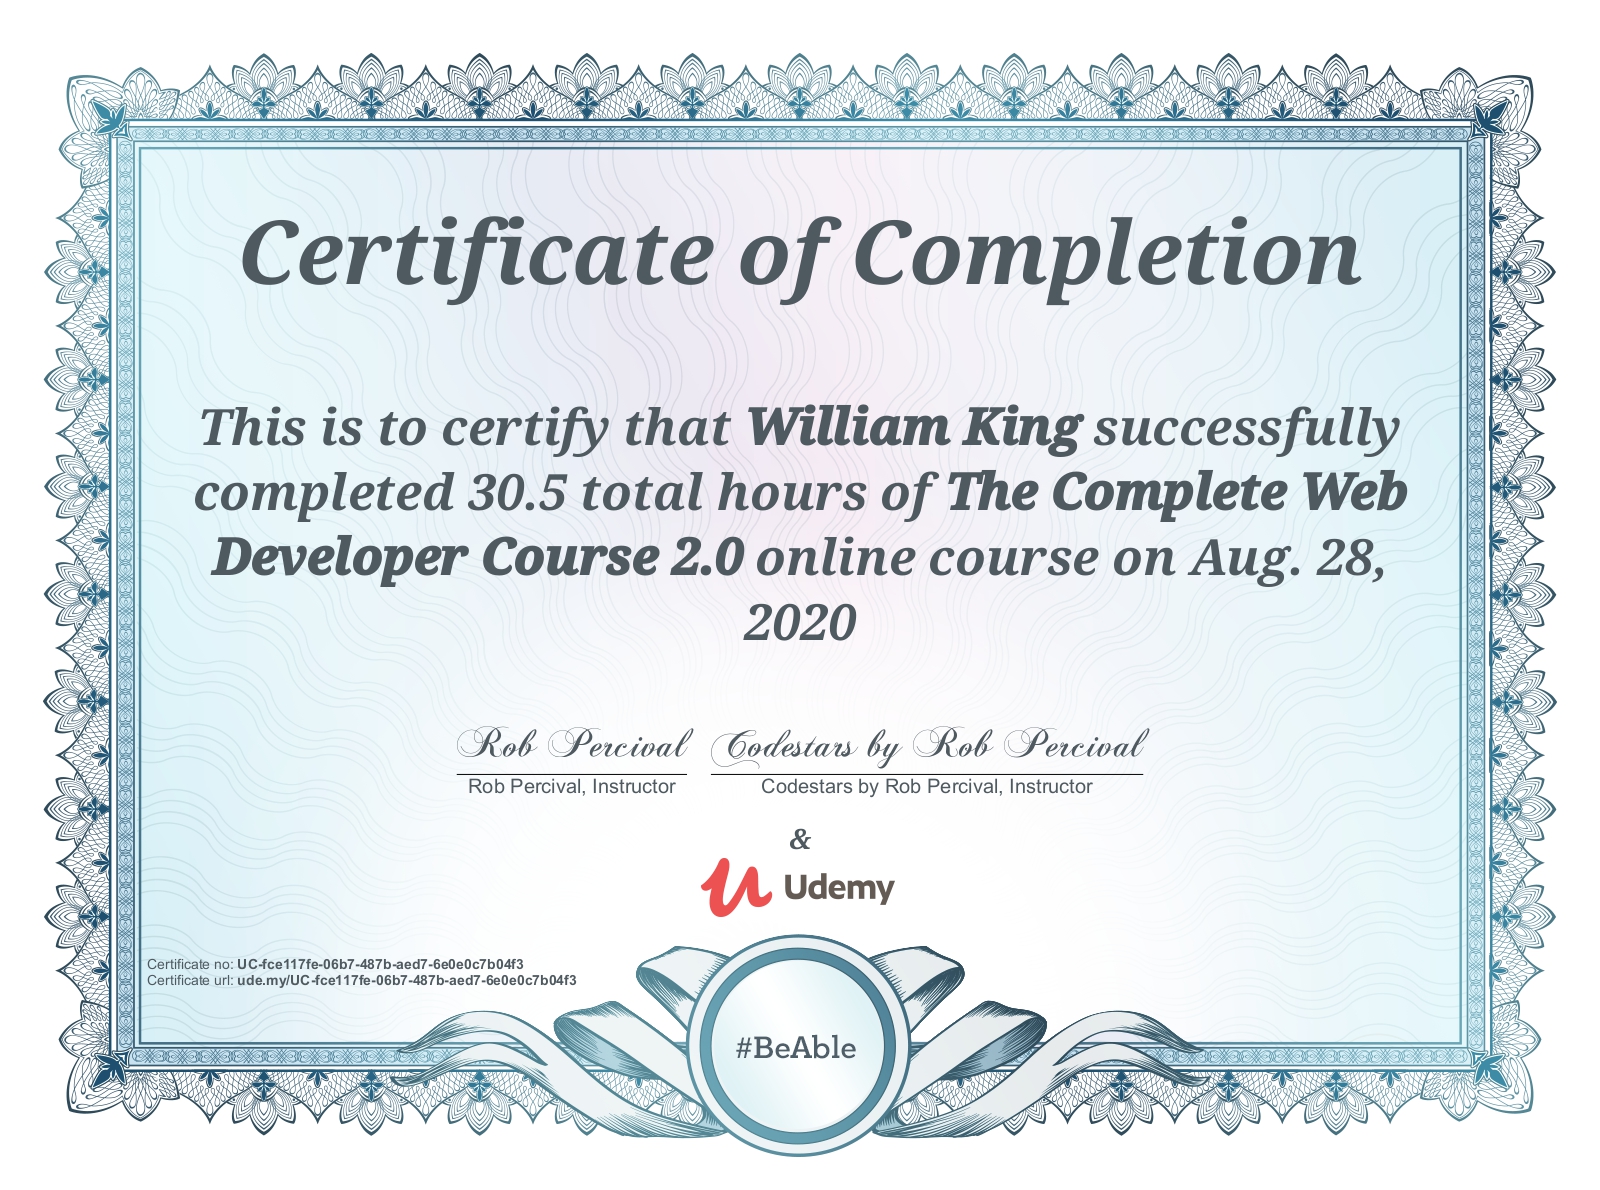 Certificate of Completion
This is to certify that William King successfully
completed 30.5 total hours of The Complete Web
Developer Course 2.0 online course on Aug. 28,
2020
Rob Percival Codestars by Rob Percival
Rob Percival, Instructor Codestars by Rob Percival, Instructor
&
Udemy
Certificate no: UC-fce117fe-06b7-487b-aed7-6e0e0c7b04f3
Certificate url: ude.my/UC-fce117fe-06b7-487b-aed7-6e0e0c7b04f3
#BeAble